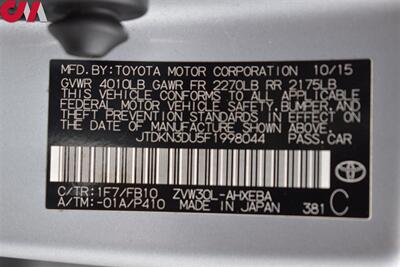 CMA
MFD.BY:TOYOTA MOTOR CORPORATION 10/15
GVWR 4010LB GAWR FR 2270LB RR 2175LB
THIS VEHICLE CONFORMS TO ALL APPLICABLE
FEDERAL MOTOR VEHICLE SAFETY,BUMPER,AND
THEFT PREVENTION STANDARDS IN EFFECT ON
THE DATE OF MANUFACTURE SHOWN ABOVE.
JTDKN3DU5F1998044 PASS.CAR
C/TR:1F7/FB10 ZVW30L-AHXEBA
A/TM:-01A/P410 MADE IN JAPAN 381 C